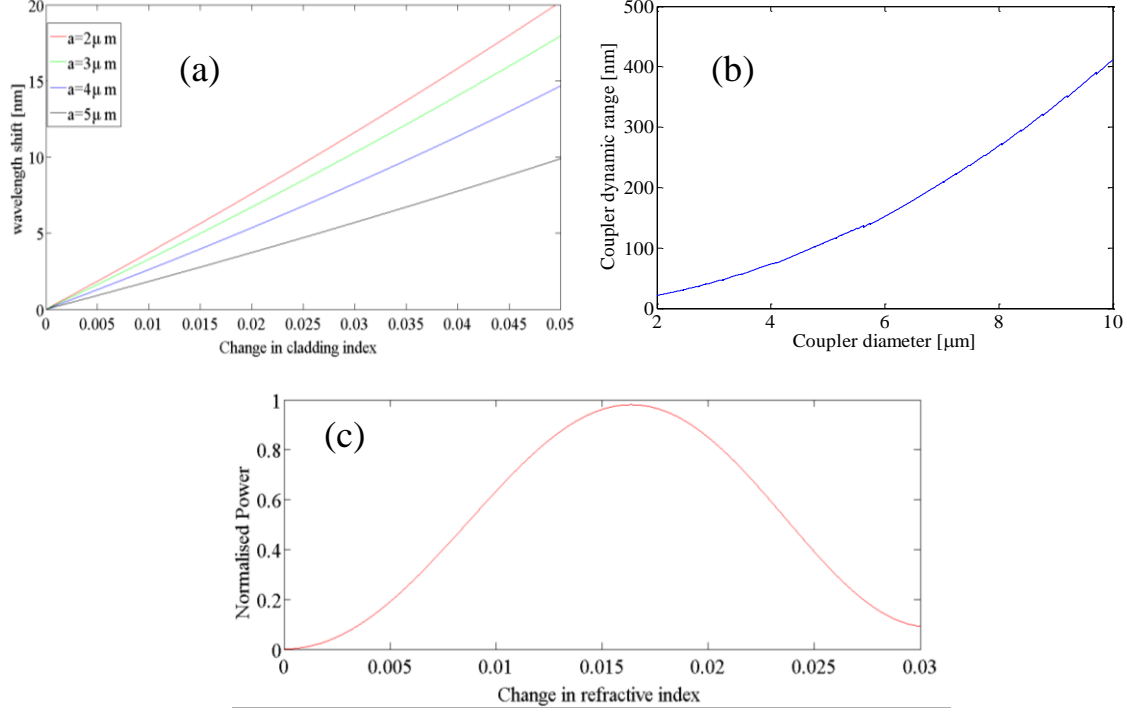 (a)
a=2μ m
a=3μ m
a=4μ m
a=5μ m
wavelength shift [nm]
20
15
10
5
0
0 0.005 0.01 0.015 0.02 0.025 0.03 0.035 0.04 0.045 0.05
Change in cladding index
(b)
Coupler dynamic range [nm]
500
400
300
200
100
0
2 4 6 8 10
Coupler diameter [μm]
(c)
Normalised Power
1
0.8
0.6
0.4
0.2
0
0 0.005 0.01 0.015 0.02 0.025 0.03
Change in refractive index